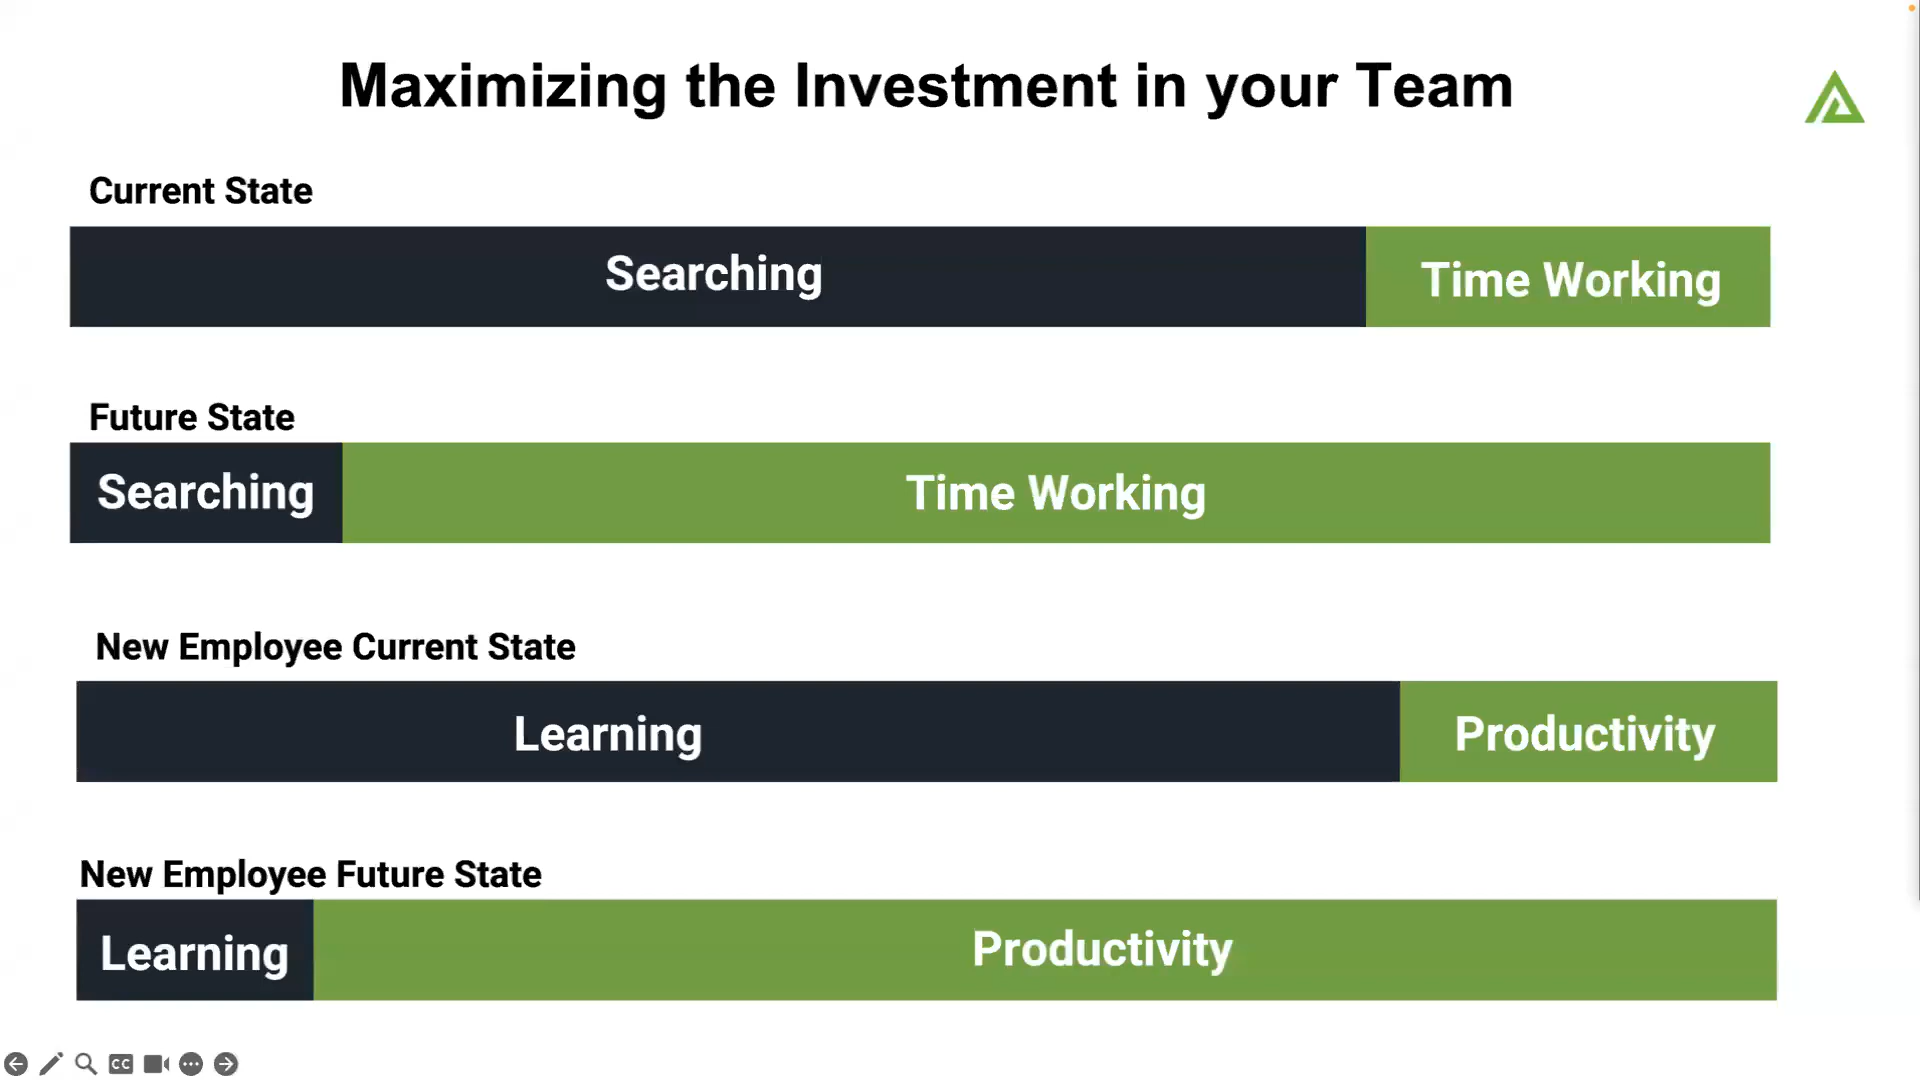 Maximizing the Investment in your Team
Current State
Searching
Time Working
Future State
Searching
Time Working
New Employee Current State
Learning
Productivity
New Employee Future State
Learning
Productivity
CC